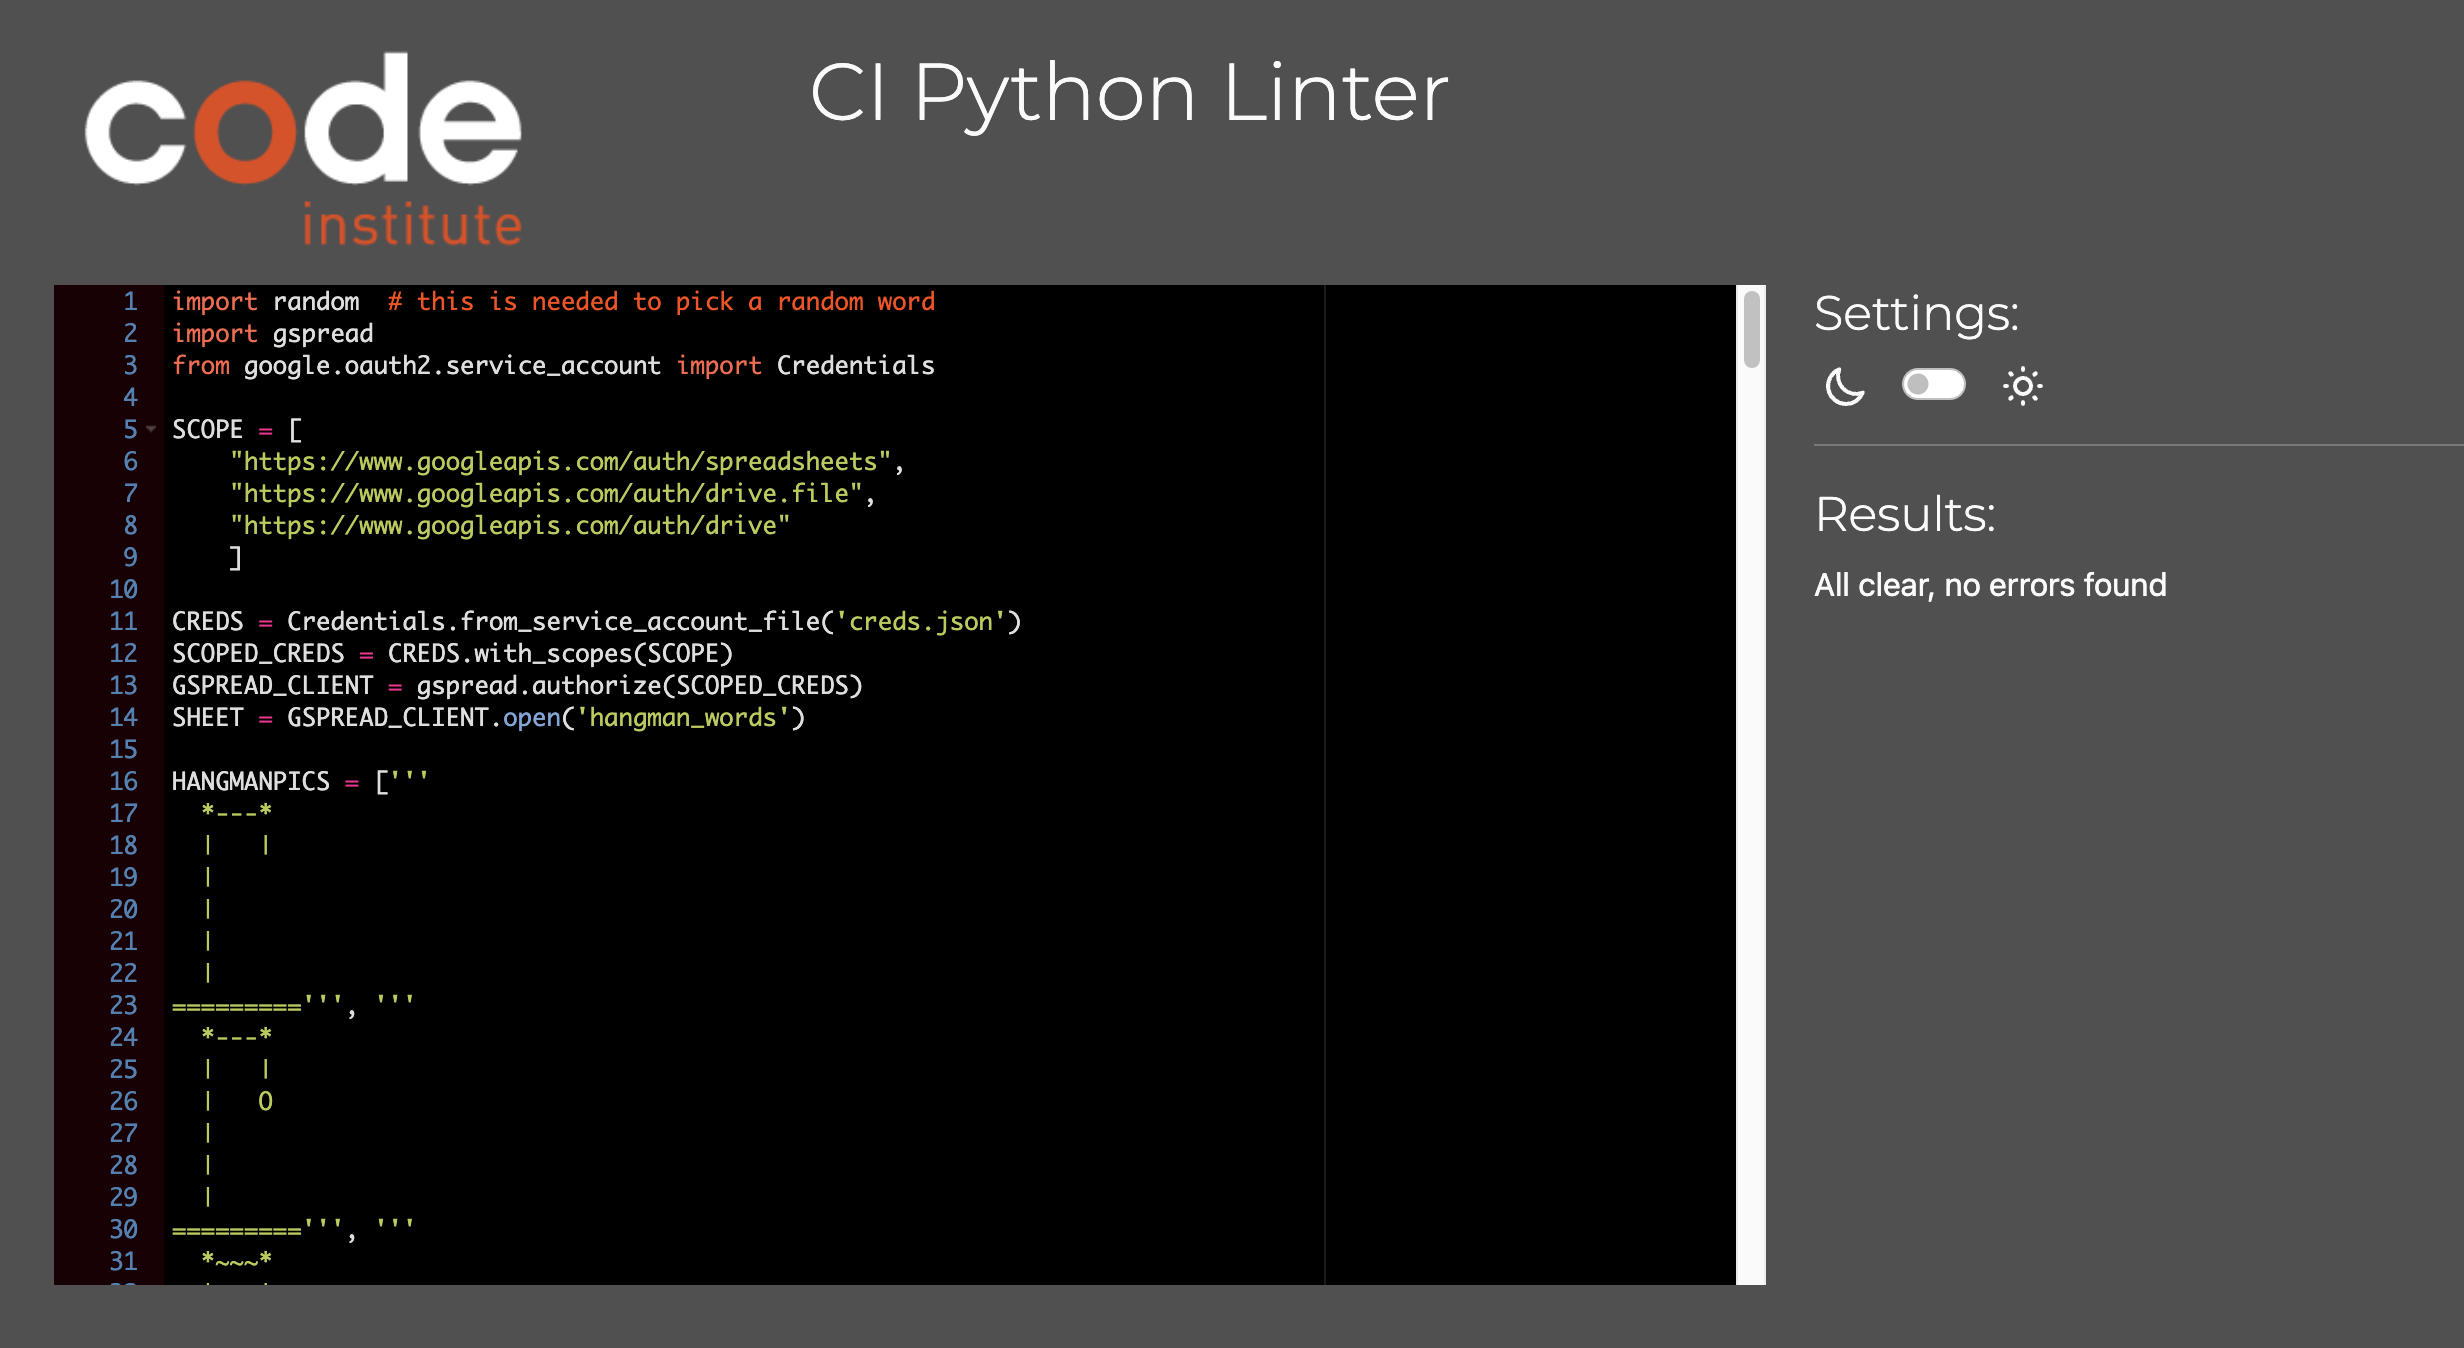 code
institute
CI Python Linter
1 import random  # this is needed to pick a random word
2 import gspread
3 from google.oauth2.service_account import Credentials
4
5 SCOPE = [
6     "https://www.googleapis.com/auth/spreadsheets",
7     "https://www.googleapis.com/auth/drive.file",
8     "https://www.googleapis.com/auth/drive"
9     ]
10
11 CREDS = Credentials.from_service_account_file('creds.json')
12 SCOPED_CREDS = CREDS.with_scopes(SCOPE)
13 GSPREAD_CLIENT = gspread.authorize(SCOPED_CREDS)
14 SHEET = GSPREAD_CLIENT.open('hangman_words')
15
16 HANGMANPICS = ['''
17   *---*
18   |   |
19   |
20   |
21   |
22   |
23 =========''', '''
24   *---*
25   |   |
26   |   O
27   |
28   |
29   |
30 =========''', '''
31   *~~~*
Settings:
Results:
All clear, no errors found